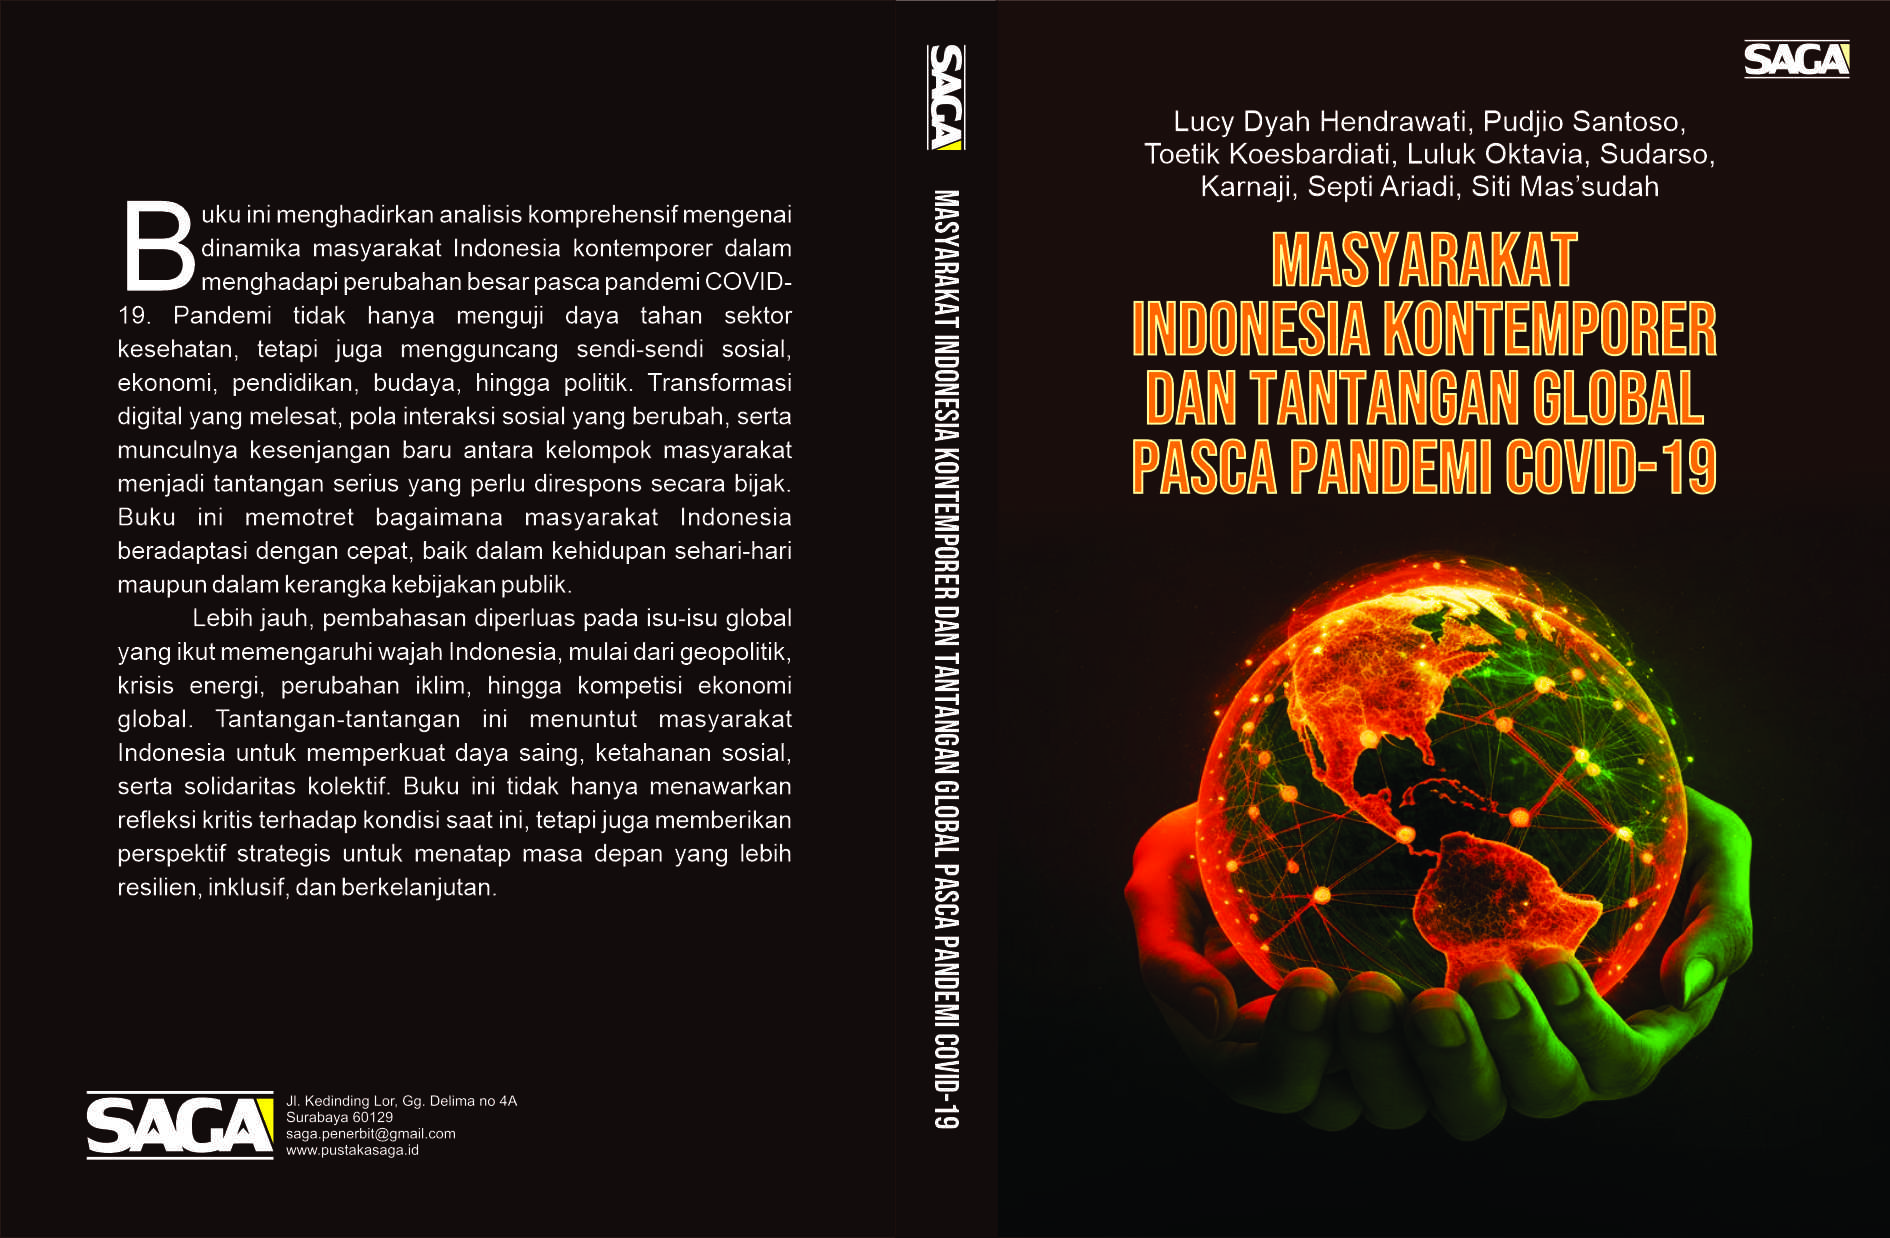 Buku ini menghadirkan analisis komprehensif mengenai
dinamika masyarakat Indonesia kontemporer dalam
menghadapi perubahan besar pasca pandemi COVID-
19. Pandemi tidak hanya menguji daya tahan sektor
kesehatan, tetapi juga mengguncang sendi-sendi sosial,
ekonomi, pendidikan, budaya, hingga politik. Transformasi
digital yang melesat, pola interaksi sosial yang berubah, serta
munculnya kesenjangan baru antara kelompok masyarakat
menjadi tantangan serius yang perlu direspons secara bijak.
Buku ini memotret bagaimana masyarakat Indonesia
beradaptasi dengan cepat, baik dalam kehidupan sehari-hari
maupun dalam kerangka kebijakan publik.
Lebih jauh, pembahasan diperluas pada isu-isu global
yang ikut memengaruhi wajah Indonesia, mulai dari geopolitik,
krisis energi, perubahan iklim, hingga kompetisi ekonomi
global. Tantangan-tantangan ini menuntut masyarakat
Indonesia untuk memperkuat daya saing, ketahanan sosial,
serta solidaritas kolektif. Buku ini tidak hanya menawarkan
refleksi kritis terhadap kondisi saat ini, tetapi juga memberikan
perspektif strategis untuk menatap masa depan yang lebih
resilien, inklusif, dan berkelanjutan.
SAGA
Jl. Kedinding Lor, Gg. Delima no 4A
Surabaya 60129
saga.penerbit@gmail.com
www.pustakasaga.id
SAGA
MASYARAKAT INDONESIA KONTEMPORER DAN TANTANGAN GLOBAL PASCA PANDEMI COVID-19
SAGA
Lucy Dyah Hendrawati, Pudjio Santoso,
Toetik Koesbardiati, Luluk Oktavia, Sudarso,
Karnaji, Septi Ariadi, Siti Mas’sudah
MASYARAKAT
INDONESIA KONTEMPORER
DAN TANTANGAN GLOBAL
PASCA PANDEMI COVID-19